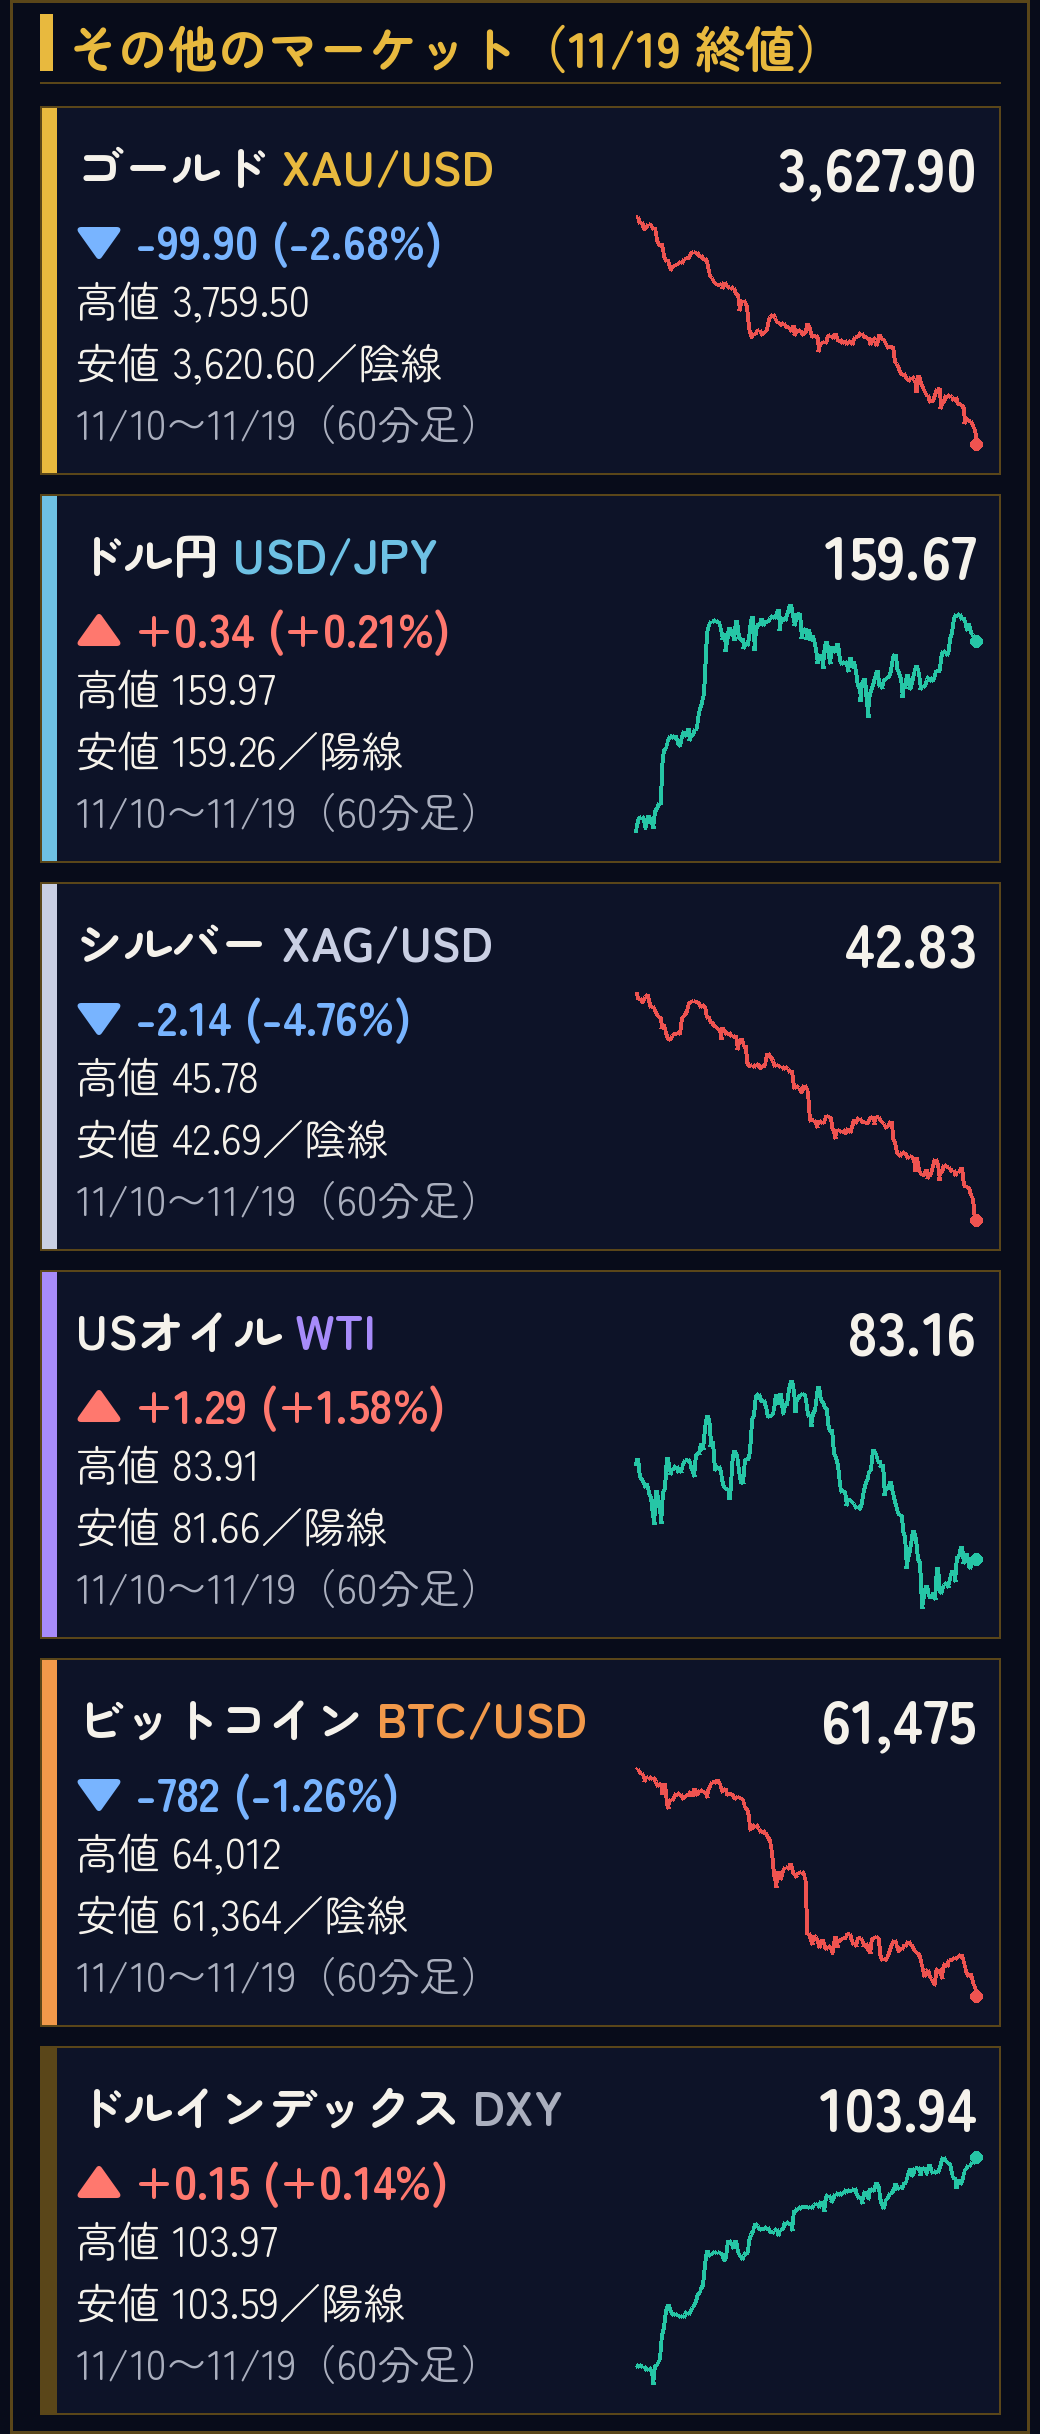 その他のマーケット（11/19 終値）
ゴールド XAU/USD 3,627.90
▼ -99.90 (-2.68%)
高値 3,759.50
安値 3,620.60／陰線
11/10〜11/19（60分足）
ドル円 USD/JPY 159.67
▲ +0.34 (+0.21%)
高値 159.97
安値 159.26／陽線
11/10〜11/19（60分足）
シルバー XAG/USD 42.83
▼ -2.14 (-4.76%)
高値 45.78
安値 42.69／陰線
11/10〜11/19（60分足）
USオイル WTI 83.16
▲ +1.29 (+1.58%)
高値 83.91
安値 81.66／陽線
11/10〜11/19（60分足）
ビットコイン BTC/USD 61,475
▼ -782 (-1.26%)
高値 64,012
安値 61,364／陰線
11/10〜11/19（60分足）
ドルインデックス DXY 103.94
▲ +0.15 (+0.14%)
高値 103.97
安値 103.59／陽線
11/10〜11/19（60分足）